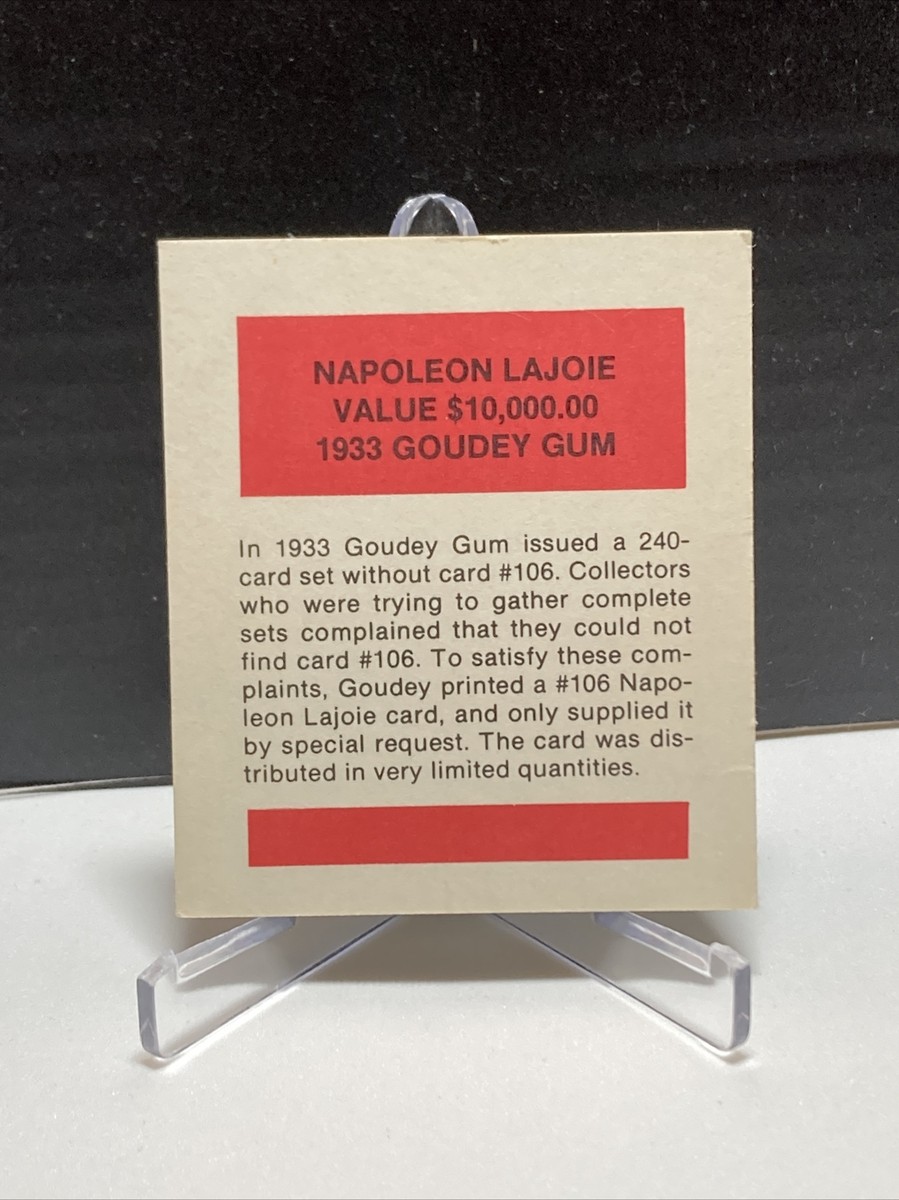 NAPOLEON LAJOIE
VALUE $10,000.00
1933 GOUDEY GUM
In 1933 Goudey Gum issued a 240-
card set without card #106. Collectors
who were trying to gather complete
sets complained that they could not
find card #106. To satisfy these com-
plaints, Goudey printed a #106 Napo-
leon Lajoie card, and only supplied it
by special request. The card was dis-
tributed in very limited quantities.